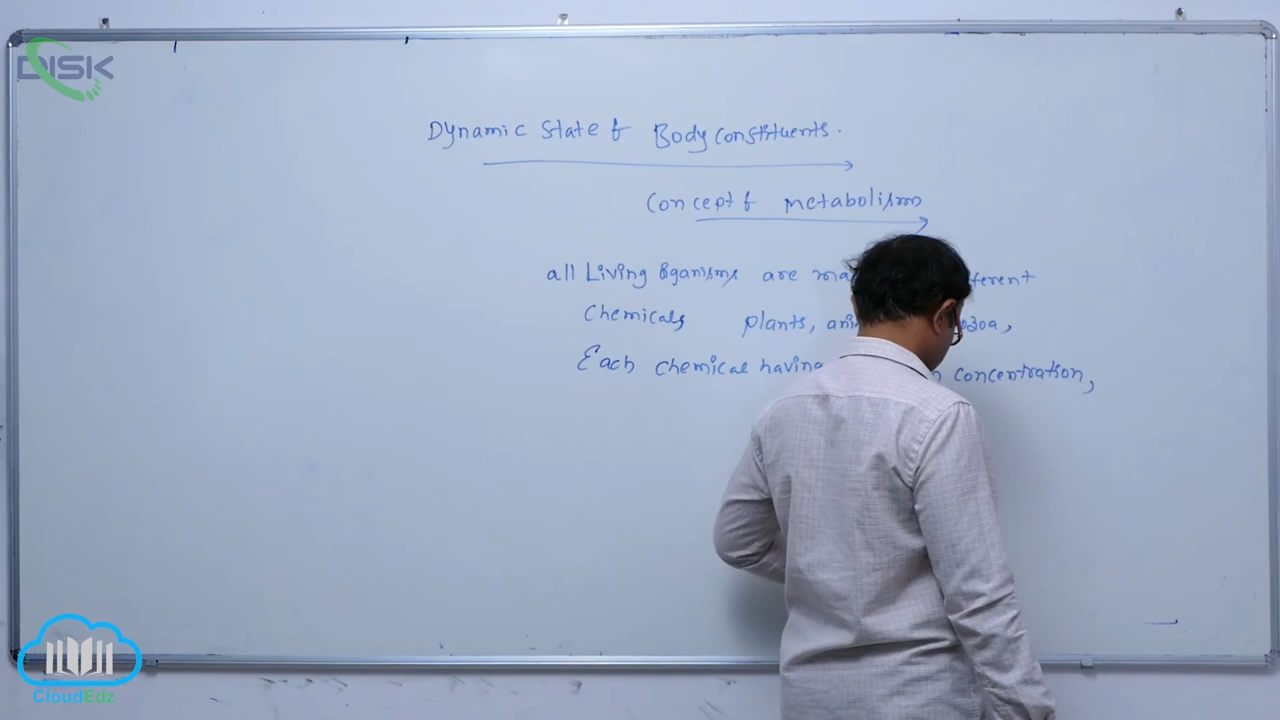 DISK
Dynamic State of Body constituents.
Concept of metabolism
all Living organisms are ferent
Chemicals plants, ozoa,
Each chemical having concentration,
CloudEdz